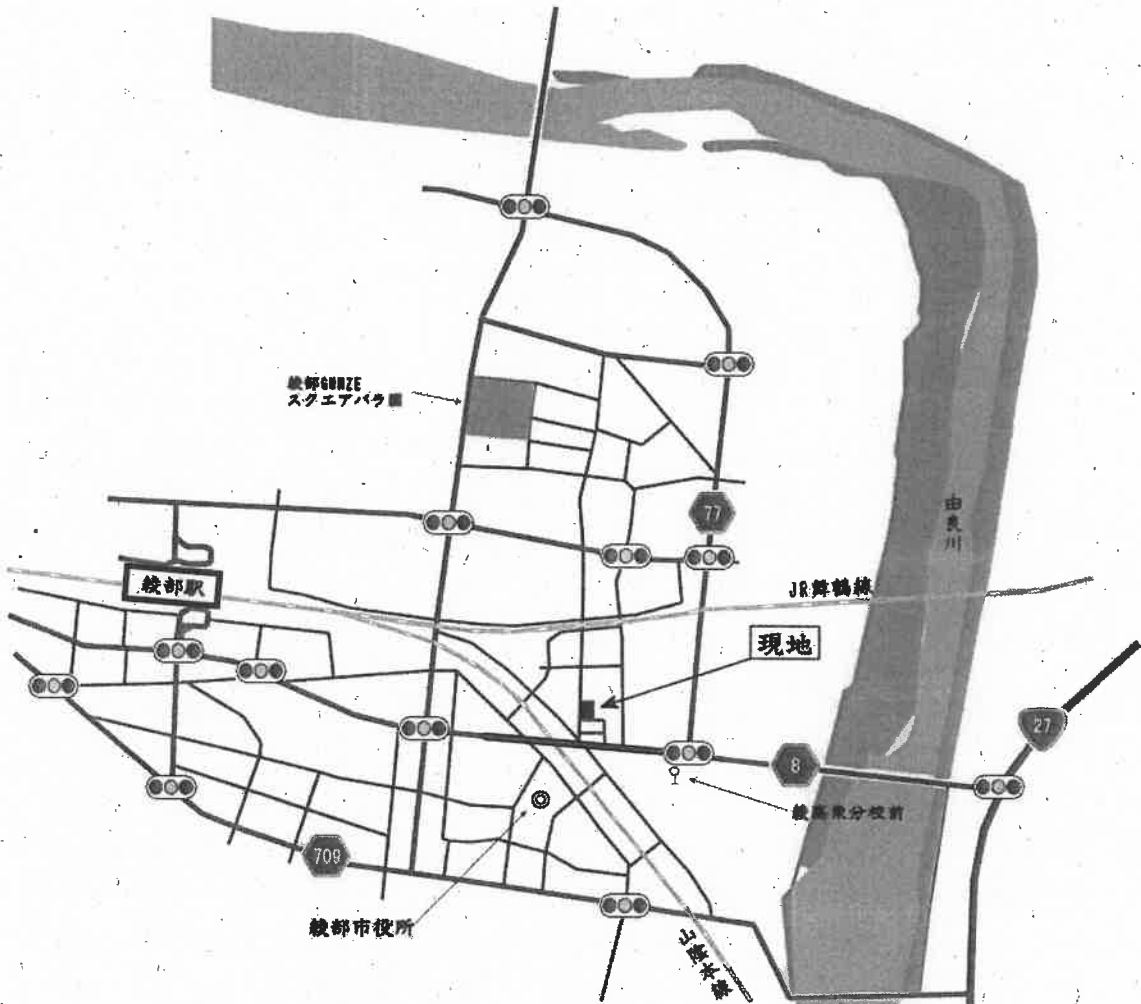 綾部GUNZE
スクエアバラ園
77
由良川
綾部駅
JR舞鶴線
現地
27
8
綾高東分校前
709
綾部市役所
山陰本線